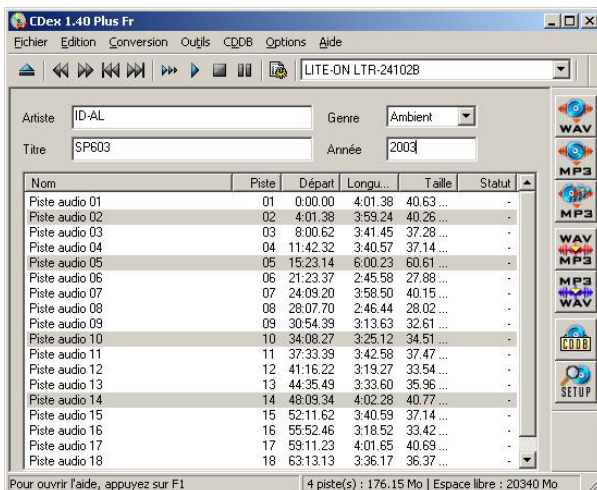 CDex 1.40 Plus Fr
Fichier Edition Conversion Outils CDDB Options Aide
LITE-ON LTR-24102B
Artiste ID-AL Genre Ambient
Titre SP603 Année 2003
Nom Piste Départ Longu... Taille Statut
Piste audio 01 01 0:00.00 4:01.38 40.63 ... -
Piste audio 02 02 4:01.38 3:59.24 40.26 ... -
Piste audio 03 03 8:00.62 3:41.45 37.28 ... -
Piste audio 04 04 11:42.32 3:40.57 37.14 ... -
Piste audio 05 05 15:23.14 6:00.23 60.61 ... -
Piste audio 06 06 21:23.37 2:45.58 27.88 ... -
Piste audio 07 07 24:09.20 3:58.50 40.15 ... -
Piste audio 08 08 28:07.70 2:46.44 28.02 ... -
Piste audio 09 09 30:54.39 3:13.63 32.61 ... -
Piste audio 10 10 34:08.27 3:25.12 34.51 ... -
Piste audio 11 11 37:33.39 3:42.58 37.47 ... -
Piste audio 12 12 41:16.22 3:19.27 33.54 ... -
Piste audio 13 13 44:35.49 3:33.60 35.96 ... -
Piste audio 14 14 48:09.34 4:02.28 40.77 ... -
Piste audio 15 15 52:11.62 3:40.59 37.14 ... -
Piste audio 16 16 55:52.46 3:18.52 33.42 ... -
Piste audio 17 17 59:11.23 4:01.65 40.69 ... -
Piste audio 18 18 63:13.13 3:36.17 36.37 ... -
WAV
MP3
MP3
WAV
MP3
MP3
WAV
CDDB
SETUP
Pour ouvrir l'aide, appuyez sur F1 4 piste(s) : 176.15 Mo | Espace libre : 20340 Mo